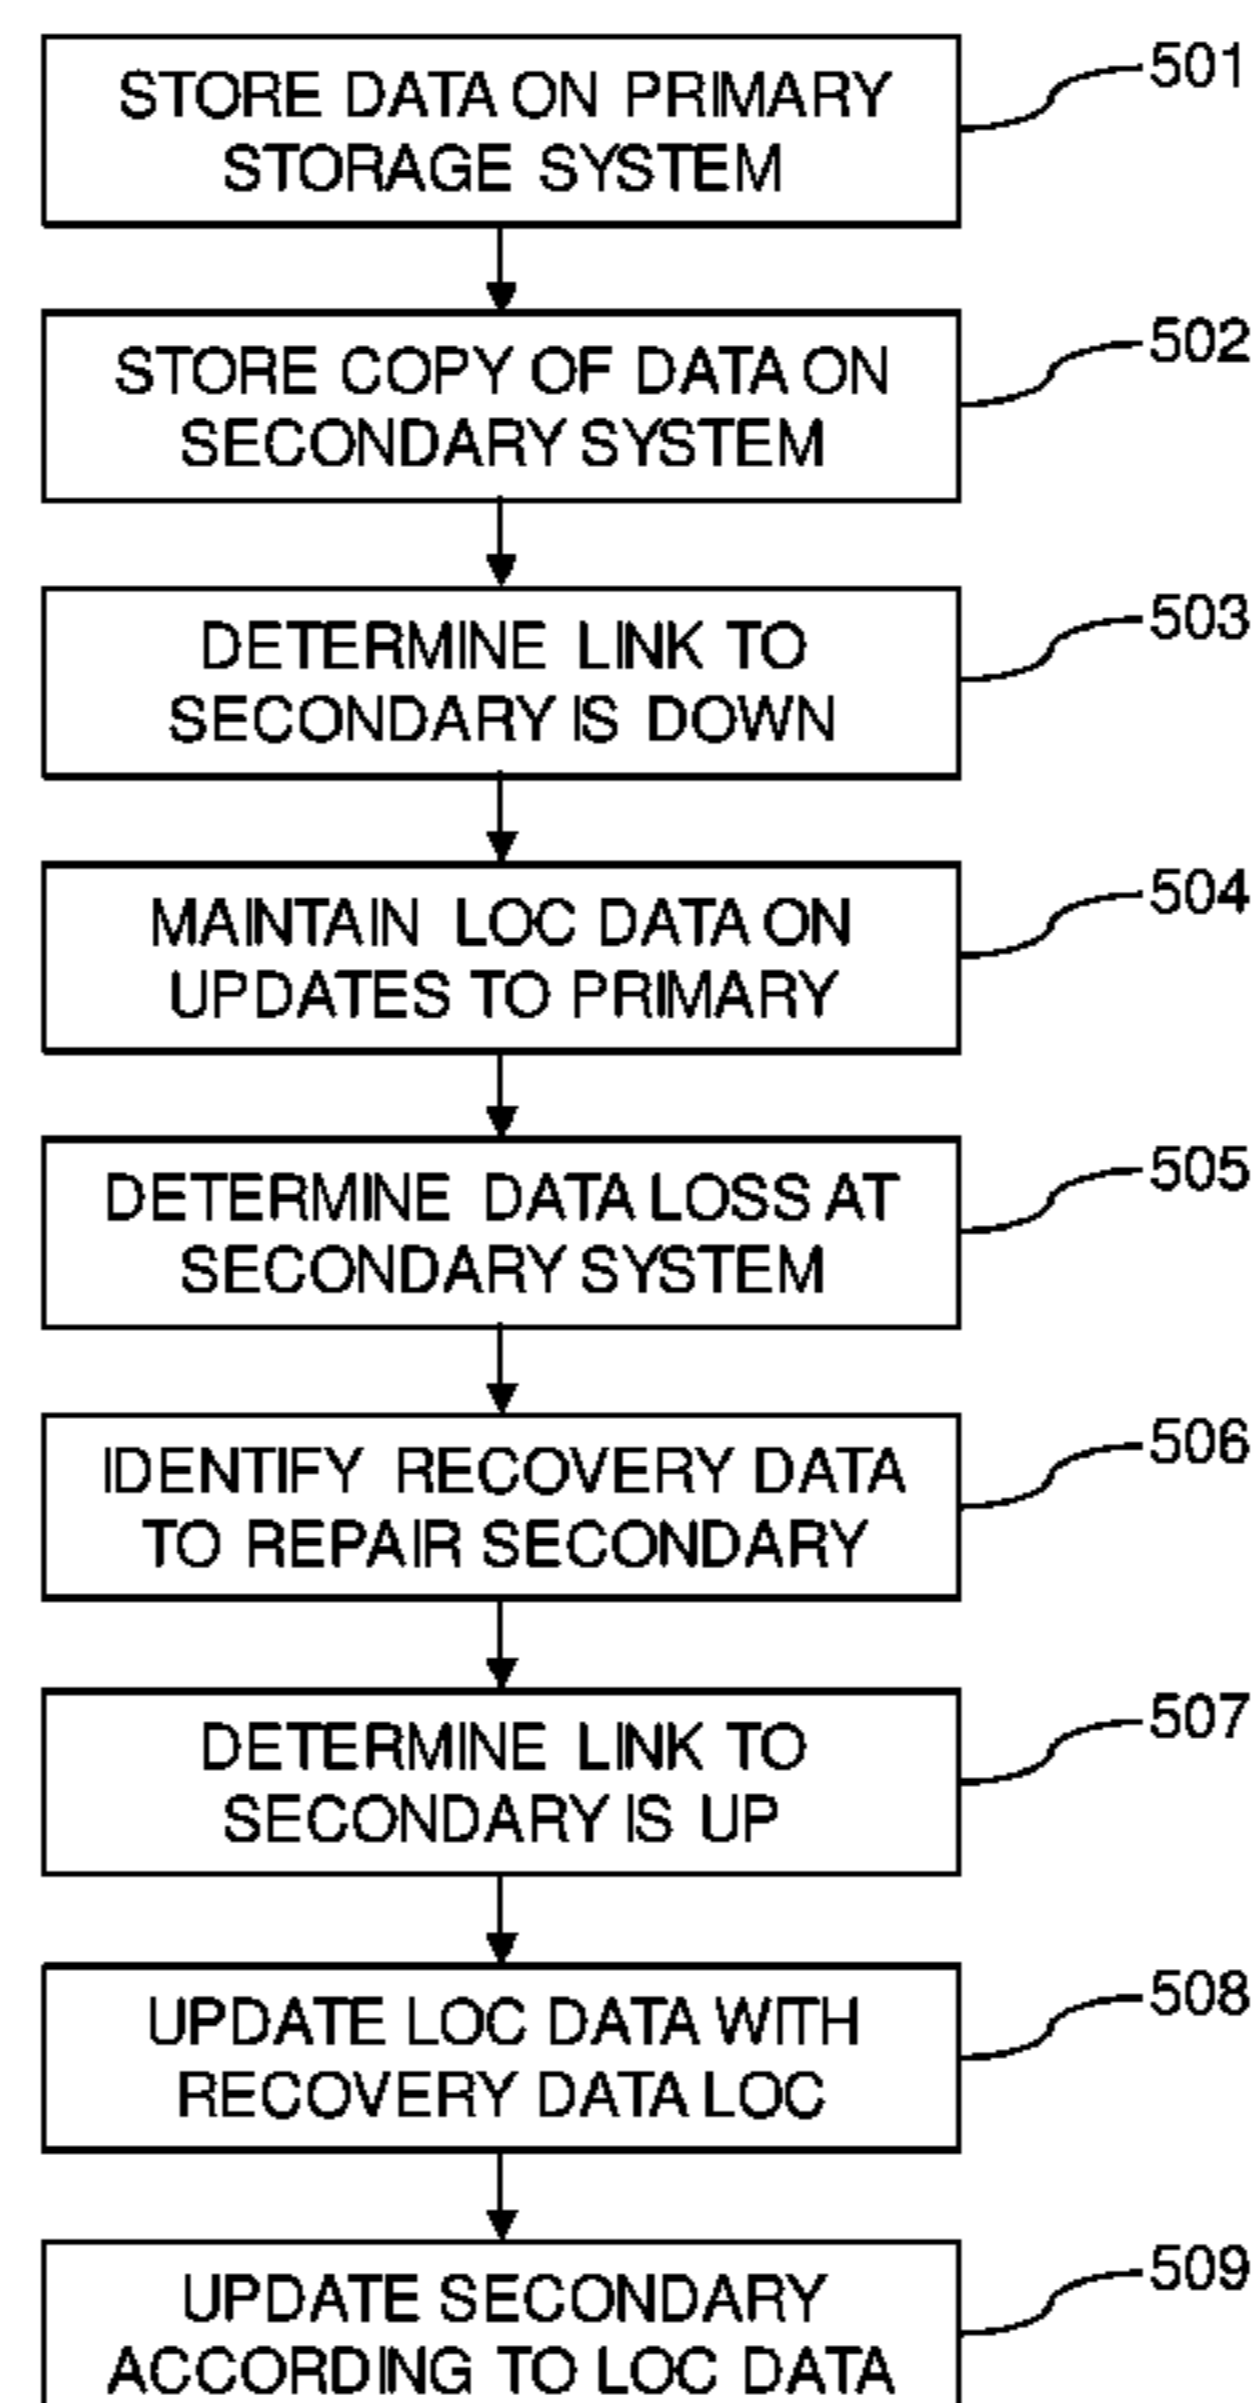 STORE DATA ON PRIMARY
STORAGE SYSTEM
501
STORE COPY OF DATA ON
SECONDARY SYSTEM
502
DETERMINE LINK TO
SECONDARY IS DOWN
503
MAINTAIN LOC DATA ON
UPDATES TO PRIMARY
504
DETERMINE DATA LOSS AT
SECONDARY SYSTEM
505
IDENTIFY RECOVERY DATA
TO REPAIR SECONDARY
506
DETERMINE LINK TO
SECONDARY IS UP
507
UPDATE LOC DATA WITH
RECOVERY DATA LOC
508
UPDATE SECONDARY
ACCORDING TO LOC DATA
509